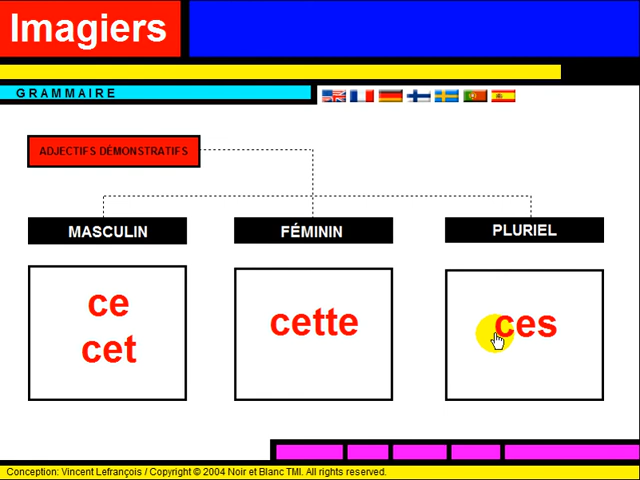 Imagiers
GRAMMAIRE
ADJECTIFS DÉMONSTRATIFS
MASCULIN
FÉMININ
PLURIEL
ce
cet
cette
ces
Conception: Vincent Lefrançois / Copyright © 2004 Noir et Blanc TMI. All rights reserved.